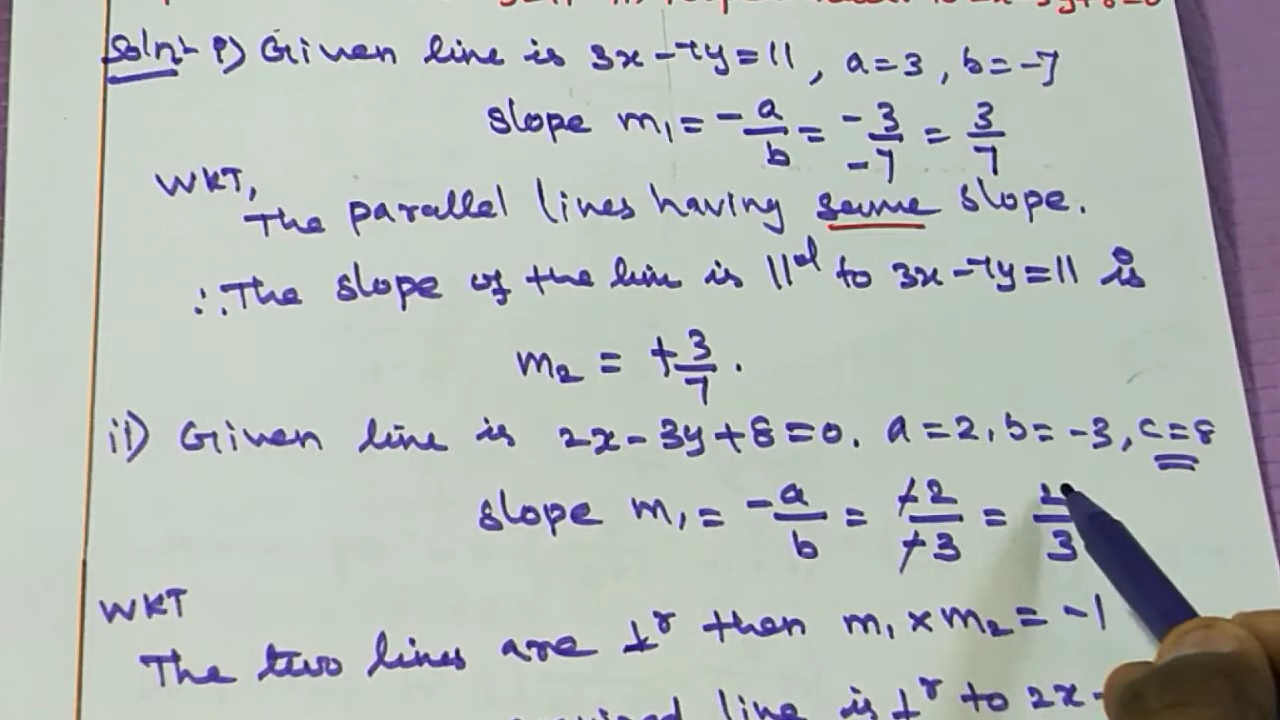 Soln:- i) Given line is 3x-7y=11, a=3, b=-7
slope m₁ = -a/b = -3/-7 = 3/7
WKT,
The parallel lines having same slope.
∴ The slope of the line is ||el to 3x-7y=11 is
m₂ = +3/7.
ii) Given line is 2x-3y+8=0. a=2, b=-3, c=8
slope m₁ = -a/b = -2/-3 = 2/3
WKT
The two lines are ⊥r then m₁ × m₂ = -1
line is ⊥r to 2x-